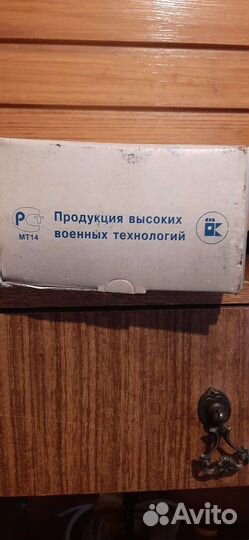 РСТ
МТ14
Продукция высоких
военных технологий
К
Avito